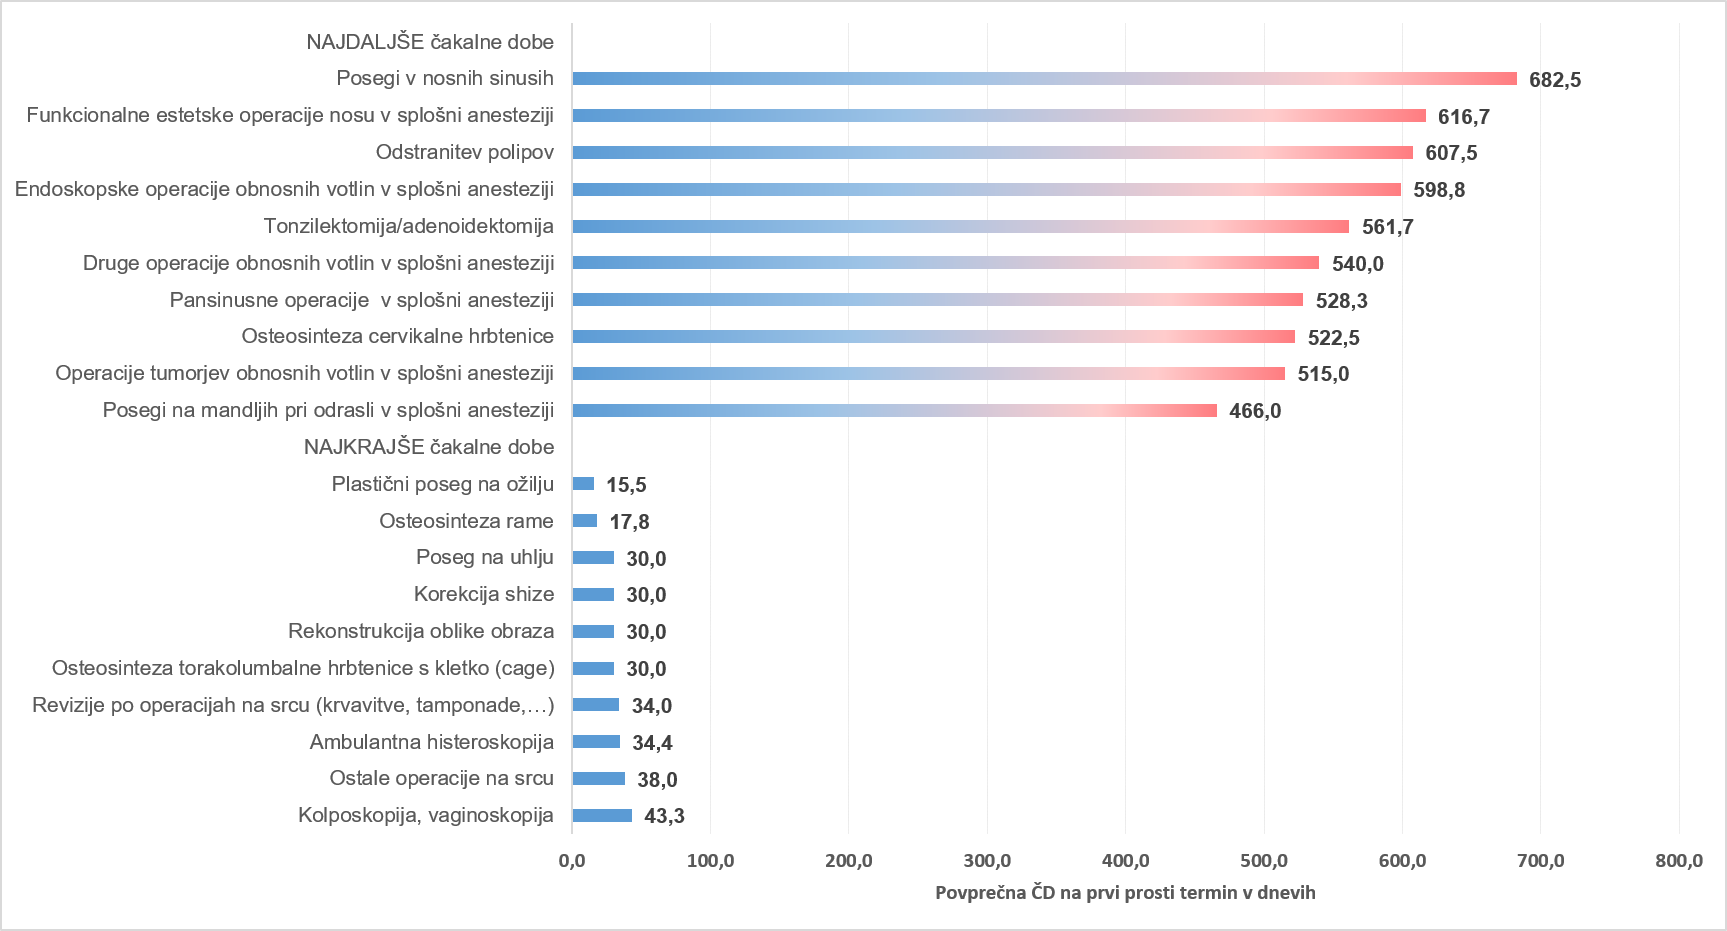 NAJDALJŠE čakalne dobe
Posegi v nosnih sinusih 682,5
Funkcionalne estetske operacije nosu v splošni anesteziji 616,7
Odstranitev polipov 607,5
Endoskopske operacije obnosnih votlin v splošni anesteziji 598,8
Tonzilektomija/adenoidektomija 561,7
Druge operacije obnosnih votlin v splošni anesteziji 540,0
Pansinusne operacije  v splošni anesteziji 528,3
Osteosinteza cervikalne hrbtenice 522,5
Operacije tumorjev obnosnih votlin v splošni anesteziji 515,0
Posegi na mandljih pri odrasli v splošni anesteziji 466,0
NAJKRAJŠE čakalne dobe
Plastični poseg na ožilju 15,5
Osteosinteza rame 17,8
Poseg na uhlju 30,0
Korekcija shize 30,0
Rekonstrukcija oblike obraza 30,0
Osteosinteza torakolumbalne hrbtenice s kletko (cage) 30,0
Revizije po operacijah na srcu (krvavitve, tamponade,…) 34,0
Ambulantna histeroskopija 34,4
Ostale operacije na srcu 38,0
Kolposkopija, vaginoskopija 43,3
0,0 100,0 200,0 300,0 400,0 500,0 600,0 700,0 800,0
Povprečna ČD na prvi prosti termin v dnevih